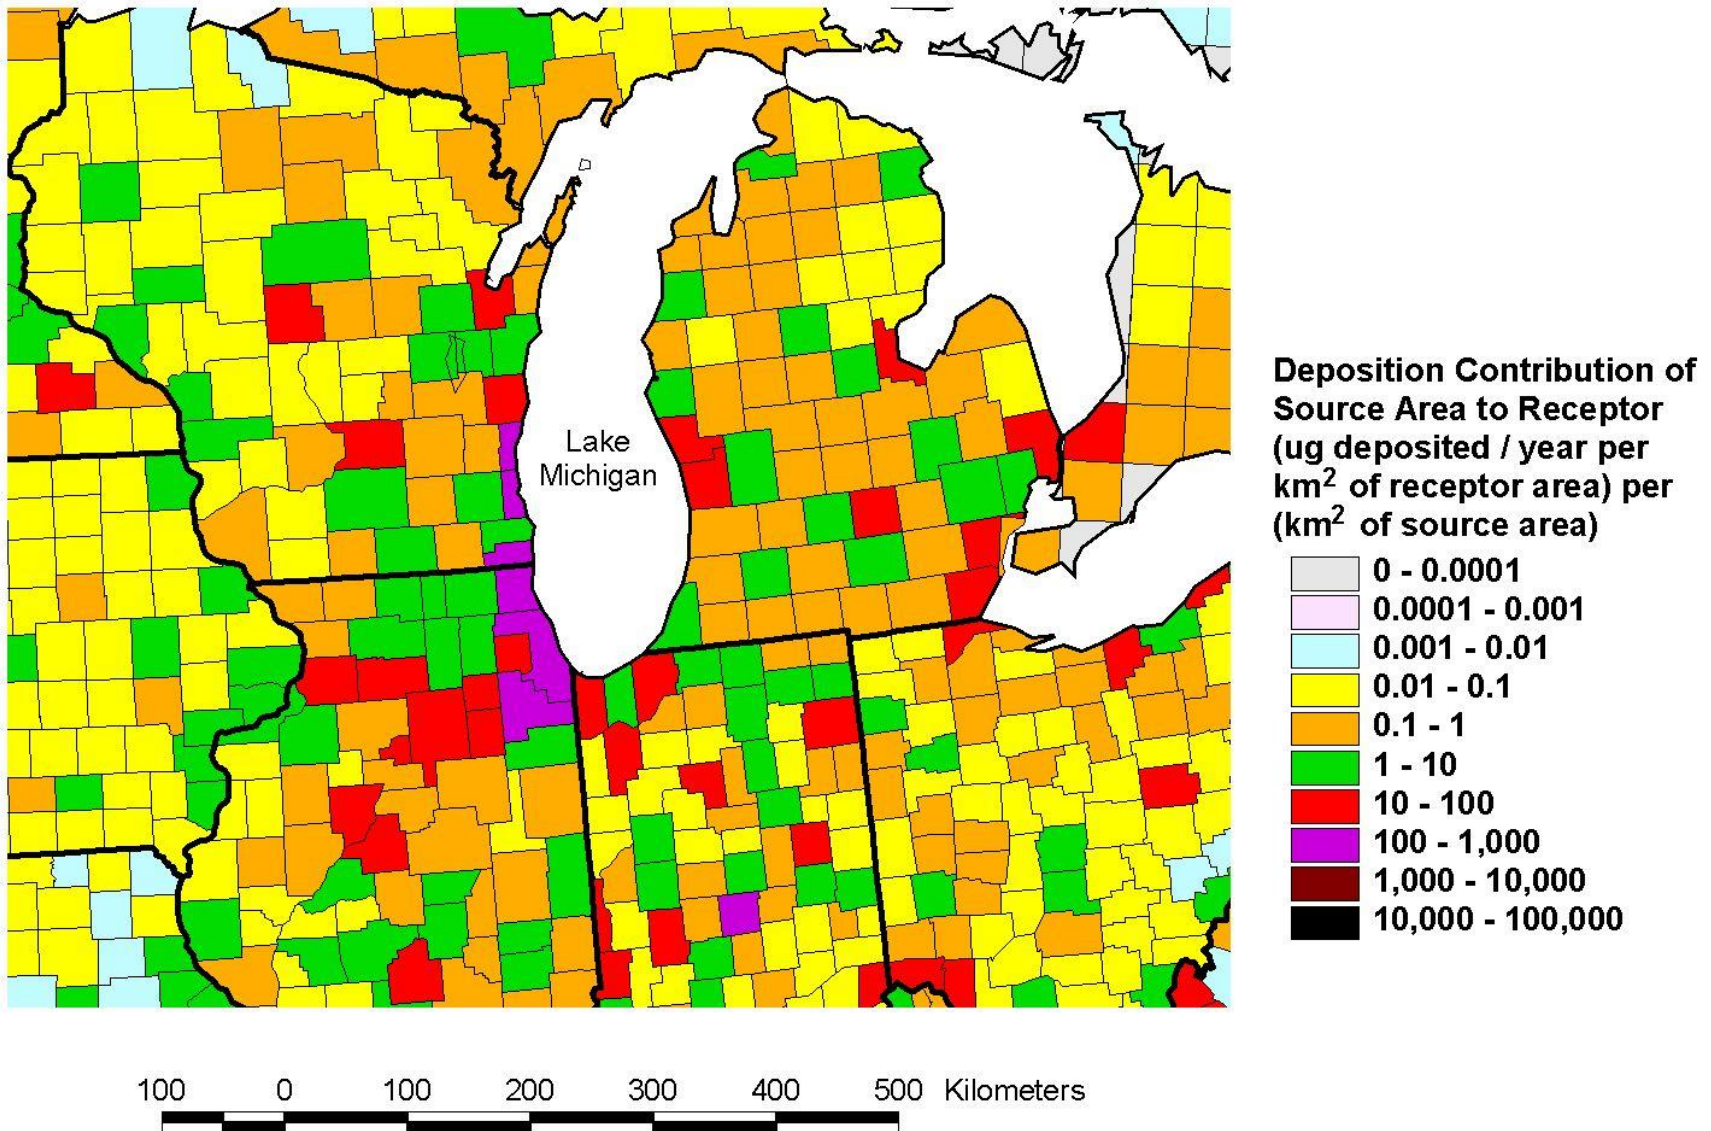 Lake
Michigan
Deposition Contribution of
Source Area to Receptor
(ug deposited / year per
km² of receptor area) per
(km² of source area)
0 - 0.0001
0.0001 - 0.001
0.001 - 0.01
0.01 - 0.1
0.1 - 1
1 - 10
10 - 100
100 - 1,000
1,000 - 10,000
10,000 - 100,000
100 0 100 200 300 400 500 Kilometers